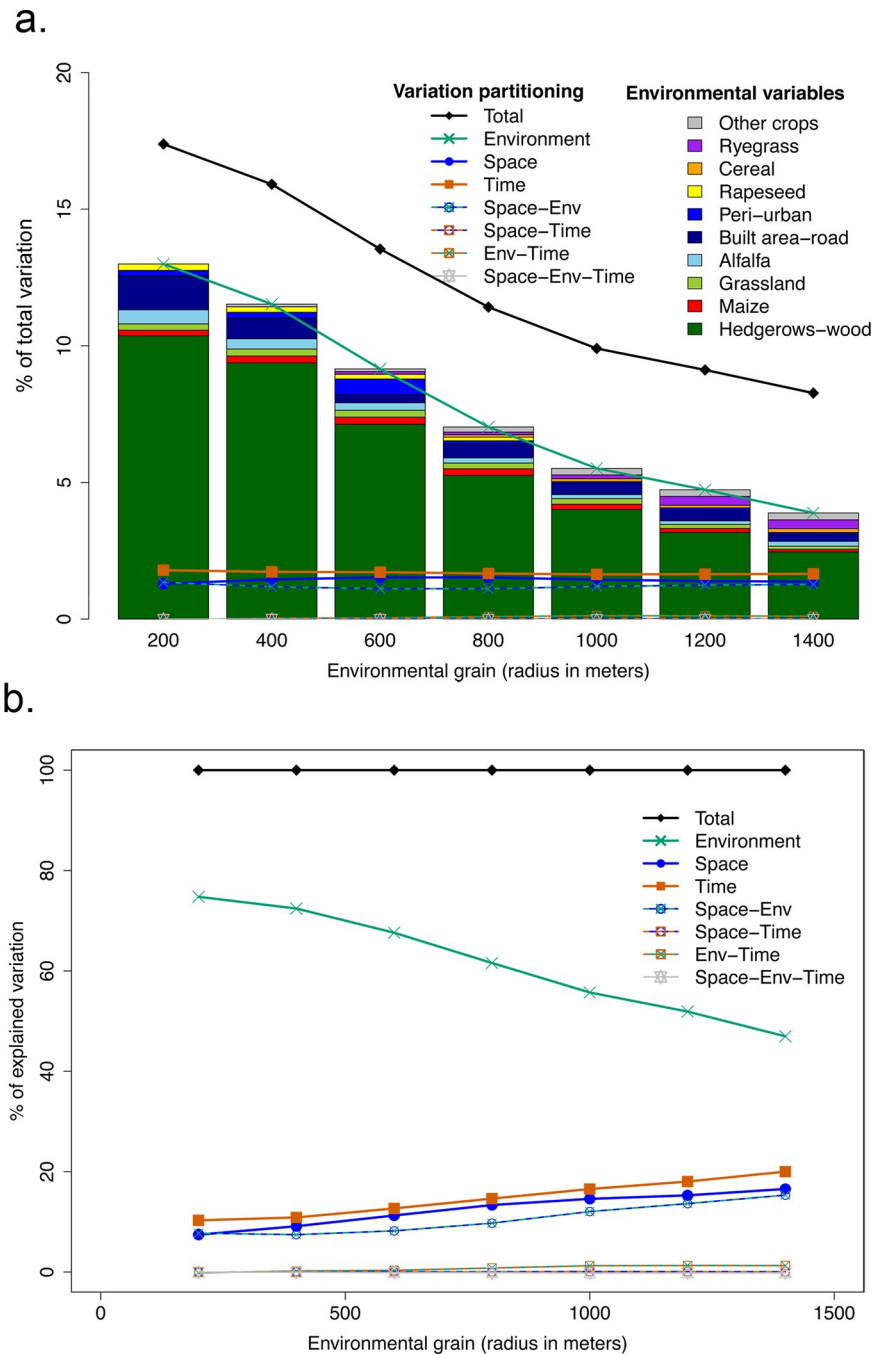 a.
20
15
10
5
0
% of total variation
Variation partitioning
Total
Environment
Space
Time
Space−Env
Space−Time
Env−Time
Space−Env−Time
Environmental variables
Other crops
Ryegrass
Cereal
Rapeseed
Peri−urban
Built area−road
Alfalfa
Grassland
Maize
Hedgerows−wood
200 400 600 800 1000 1200 1400
Environmental grain (radius in meters)
b.
100
80
60
40
20
0
% of explained variation
Total
Environment
Space
Time
Space−Env
Space−Time
Env−Time
Space−Env−Time
0 500 1000 1500
Environmental grain (radius in meters)